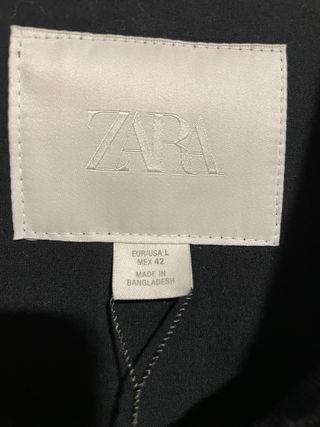 ZARA
EUR/USA L
MEX 42
MADE IN
BANGLADESH